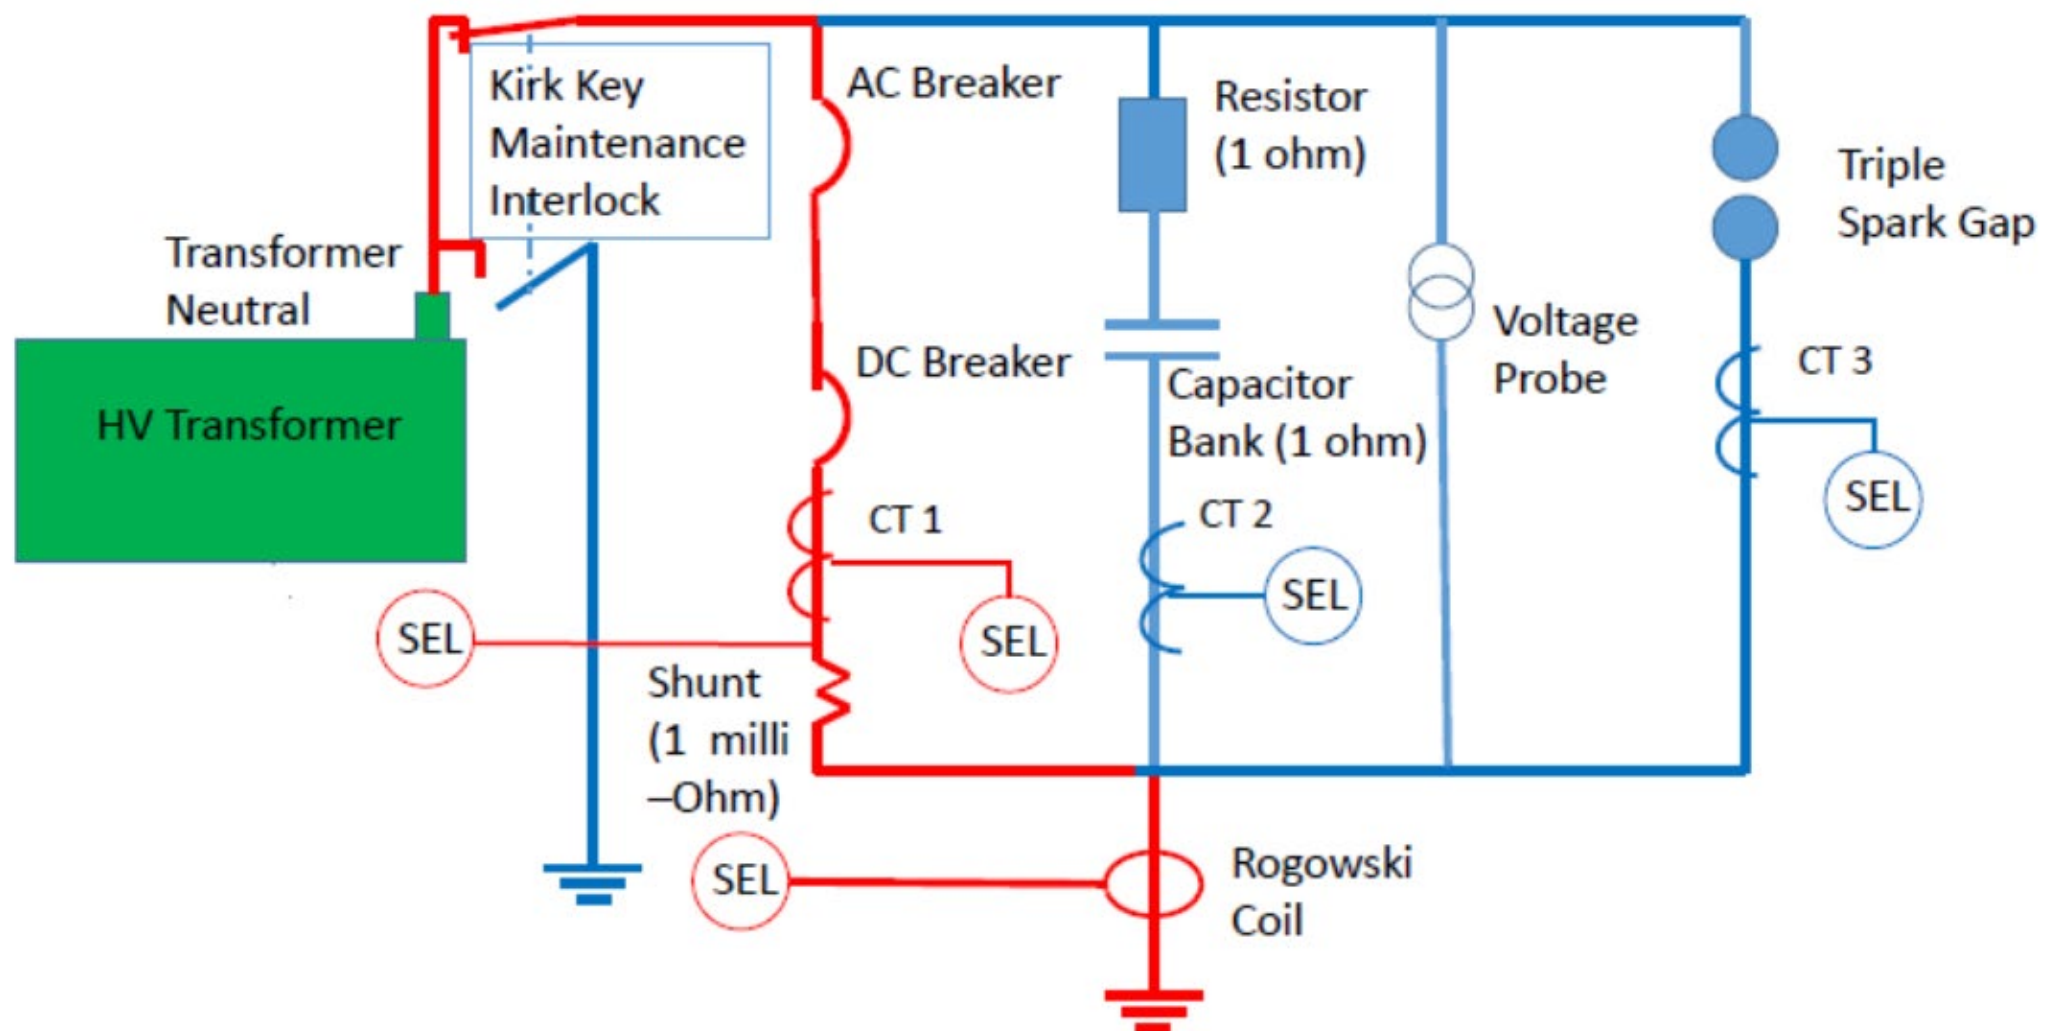 Kirk Key
Maintenance
Interlock
AC Breaker
Resistor
(1 ohm)
Triple
Spark Gap
Transformer
Neutral
HV Transformer
DC Breaker
Capacitor
Bank (1 ohm)
Voltage
Probe
CT 3
SEL
CT 1
CT 2
SEL
SEL
SEL
Shunt
(1 milli
–Ohm)
SEL
Rogowski
Coil